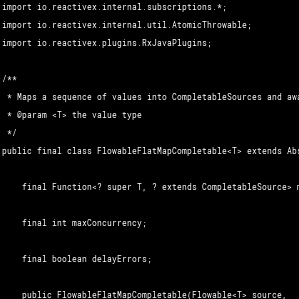 import io.reactivex.internal.subscriptions.*;
import io.reactivex.internal.util.AtomicThrowable;
import io.reactivex.plugins.RxJavaPlugins;
/**
* Maps a sequence of values into CompletableSources and
* @param <T> the value type
*/
public final class FlowableFlatMapCompletable<T> extends
final Function<? super T, ? extends CompletableSource>
final int maxConcurrency;
final boolean delayErrors;
public FlowableFlatMapCompletable(Flowable<T> source,